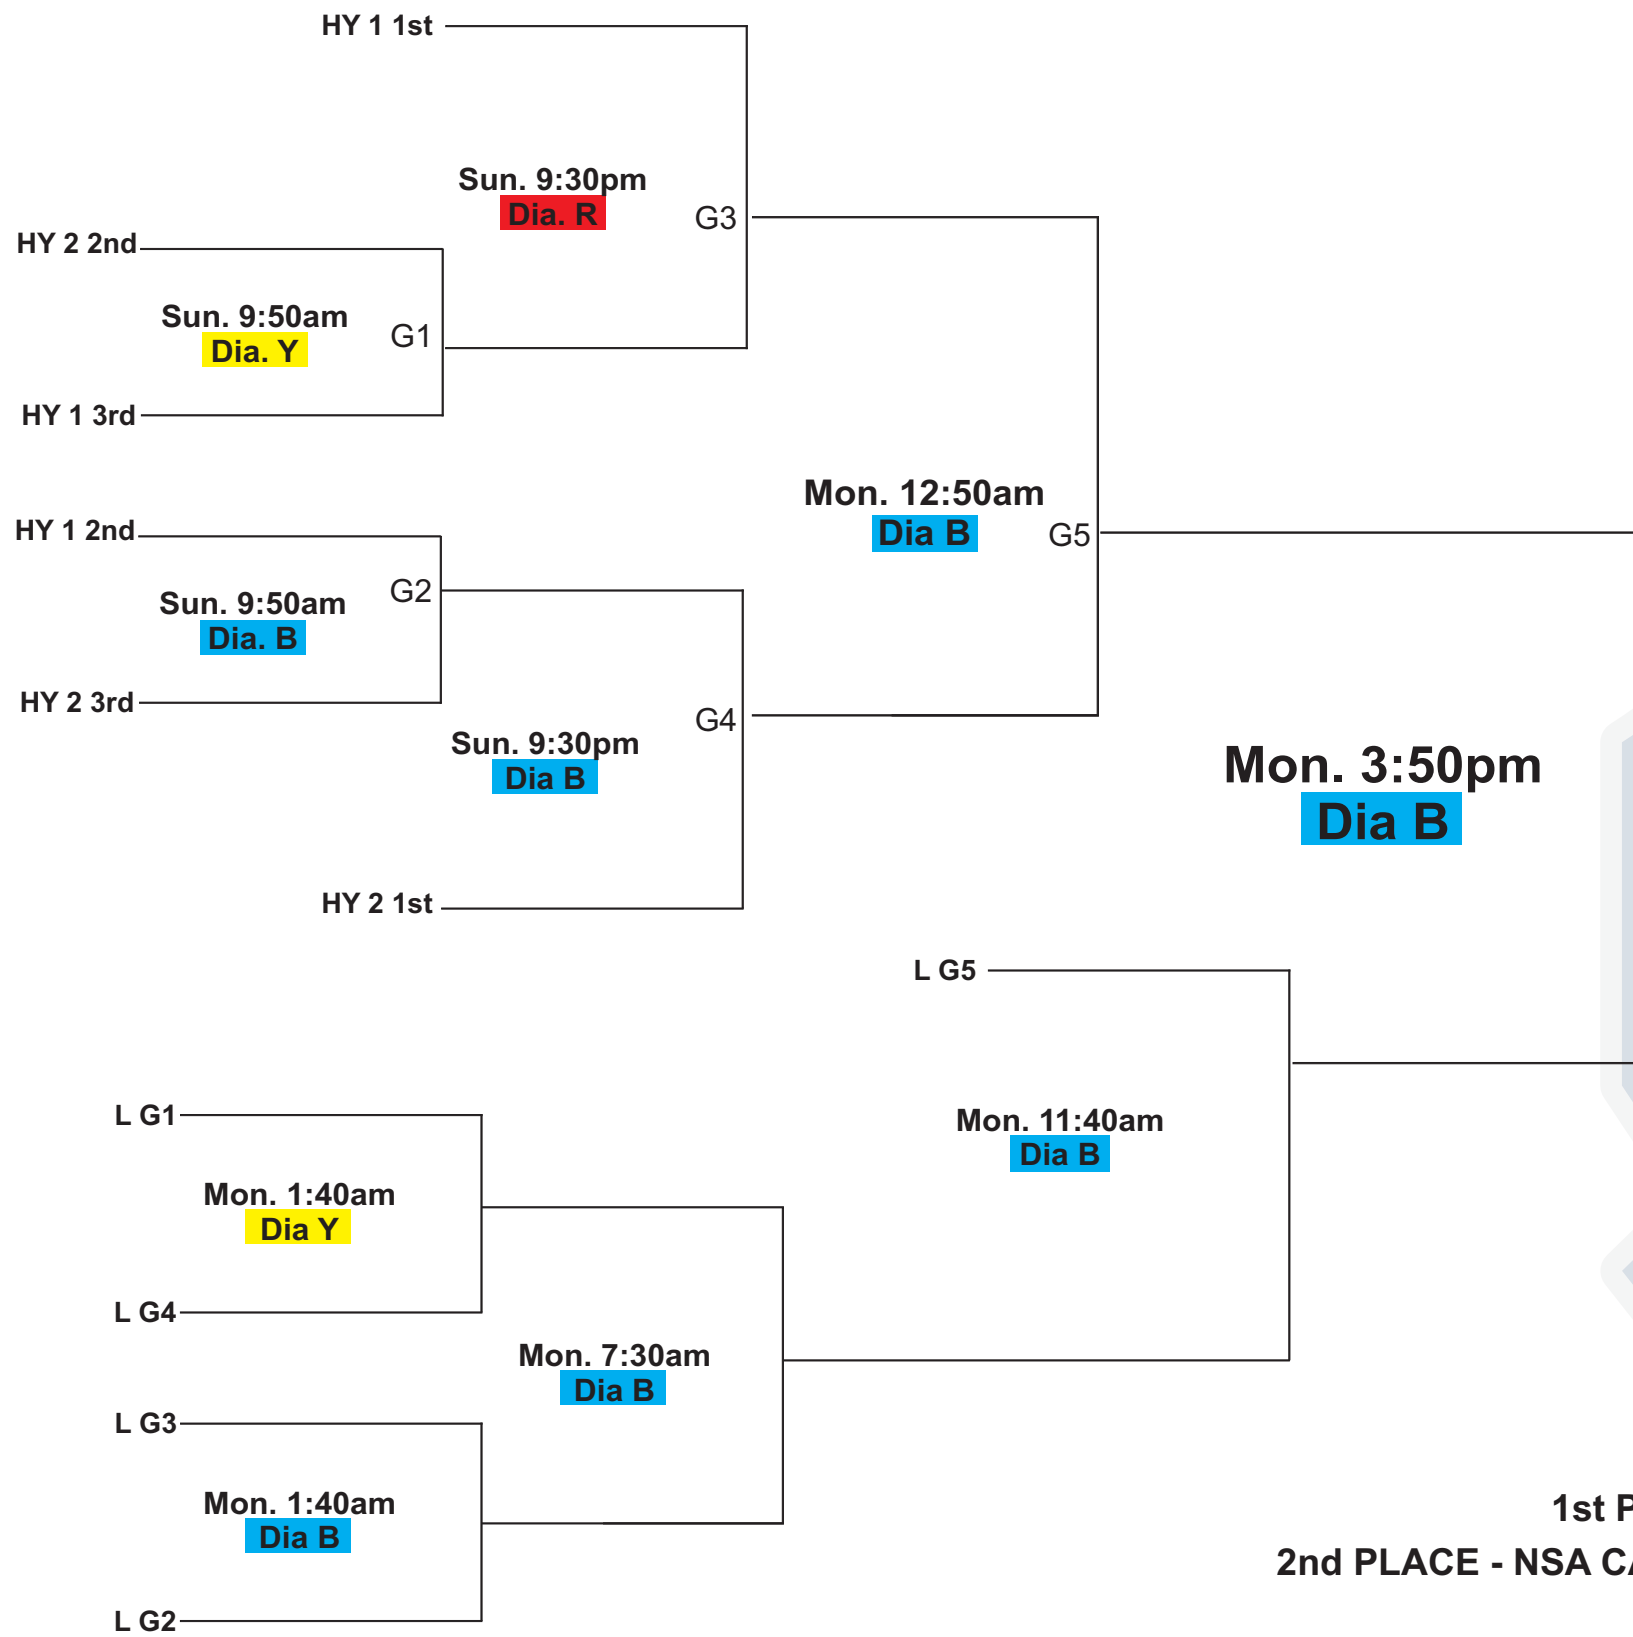 HY 1 1st
Sun. 9:30pm
Dia. R
G3
HY 2 2nd
Sun. 9:50am
Dia. Y
G1
HY 1 3rd
Mon. 12:50am
Dia B
G5
HY 1 2nd
Sun. 9:50am
Dia. B
G2
HY 2 3rd
Sun. 9:30pm
Dia B
G4
Mon. 3:50pm
Dia B
HY 2 1st
L G5
L G1
Mon. 11:40am
Dia B
Mon. 1:40am
Dia Y
L G4
Mon. 7:30am
Dia B
L G3
Mon. 1:40am
Dia B
1st P
2nd PLACE - NSA CA
L G2